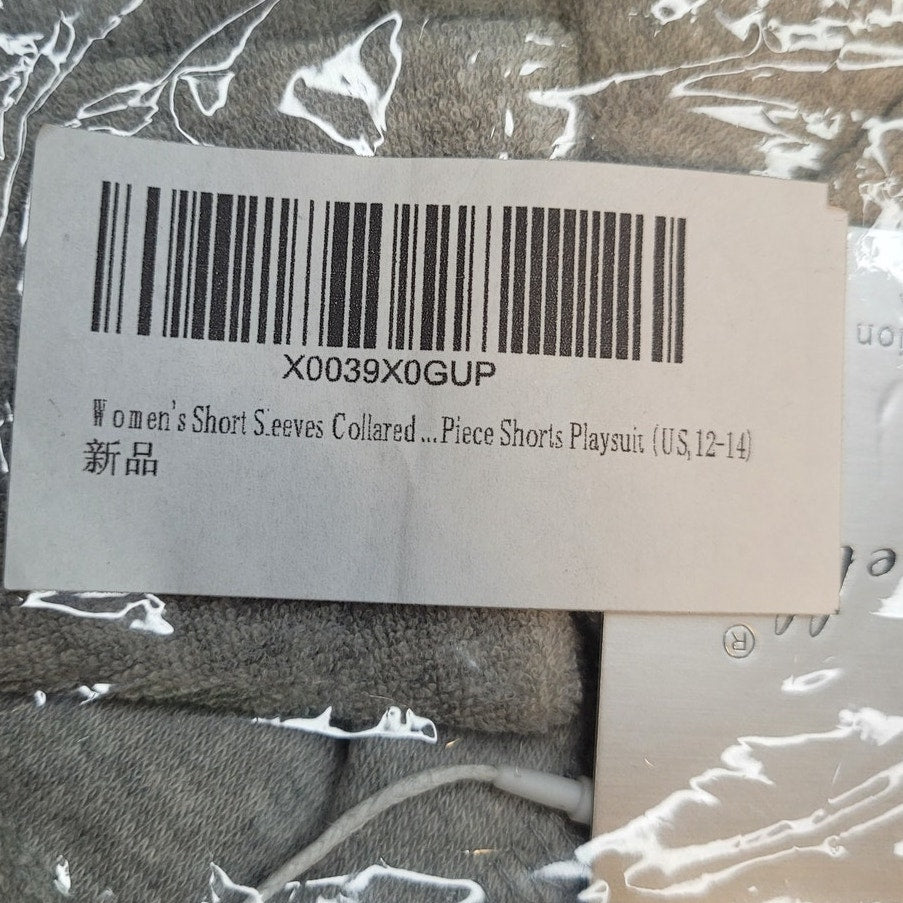 X0039X0GUP
Women's Short Sleeves Collared ... Piece Shorts Playsuit (US, 12-14)
新品
®